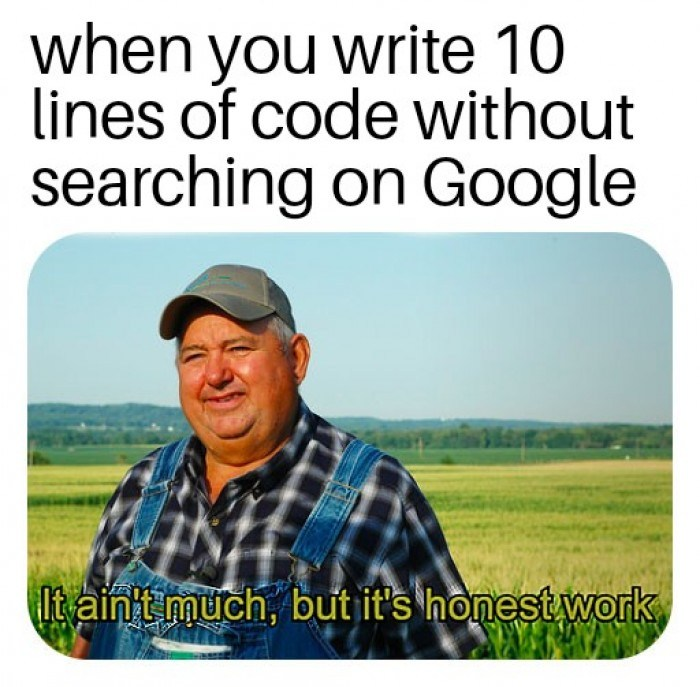 when you write 10
lines of code without
searching on Google
It ain't much, but it's honest work